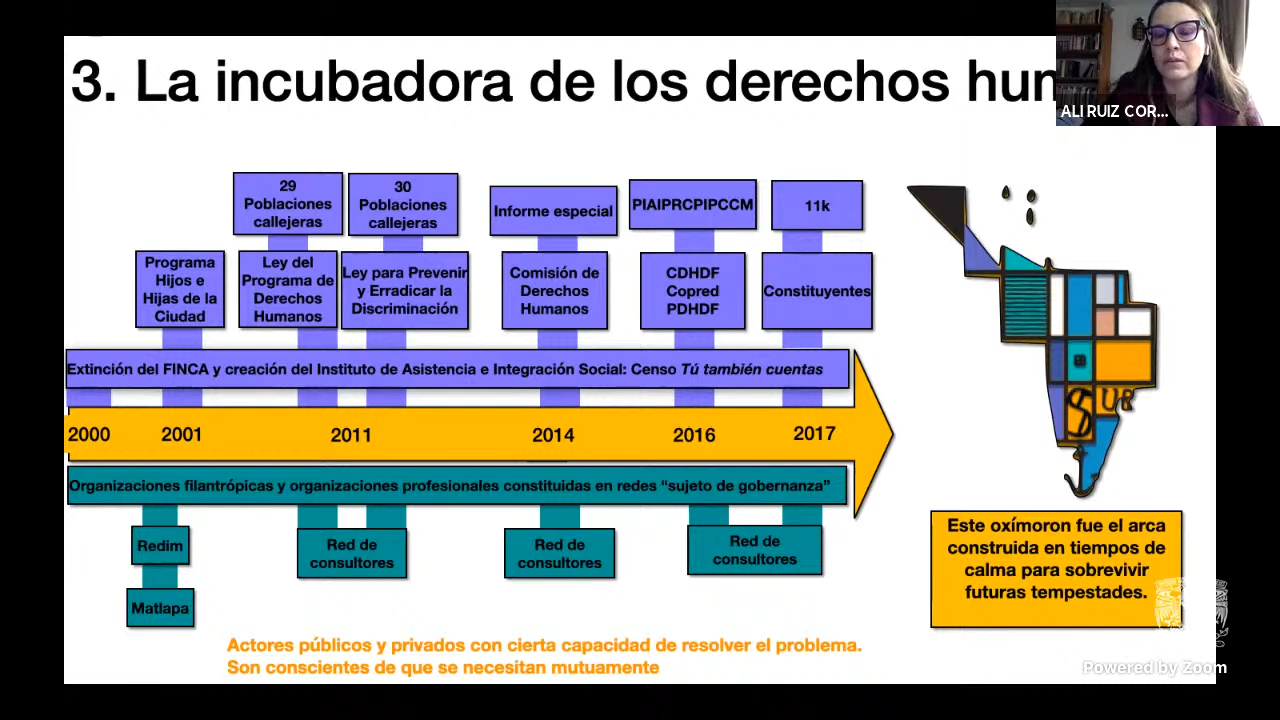 3. La incubadora de los derechos hum
ALI RUIZ COR...
29
Poblaciones
callejeras
30
Poblaciones
callejeras
Informe especial
PIAIPRCPIPCCM
11k
Programa
Hijos e
Hijas de la
Ciudad
Ley del
Programa de
Derechos
Humanos
Ley para Prevenir
y Erradicar la
Discriminación
Comisión de
Derechos
Humanos
CDHDF
Copred
PDHDF
Constituyentes
Extinción del FINCA y creación del Instituto de Asistencia e Integración Social: Censo Tú también cuentas
2000
2001
2011
2014
2016
2017
Organizaciones filantrópicas y organizaciones profesionales constituidas en redes “sujeto de gobernanza”
Redim
Matlapa
Red de
consultores
Red de
consultores
Red de
consultores
SUR
Este oxímoron fue el arca
construida en tiempos de
calma para sobrevivir
futuras tempestades.
Actores públicos y privados con cierta capacidad de resolver el problema.
Son conscientes de que se necesitan mutuamente
Powered by Zoom